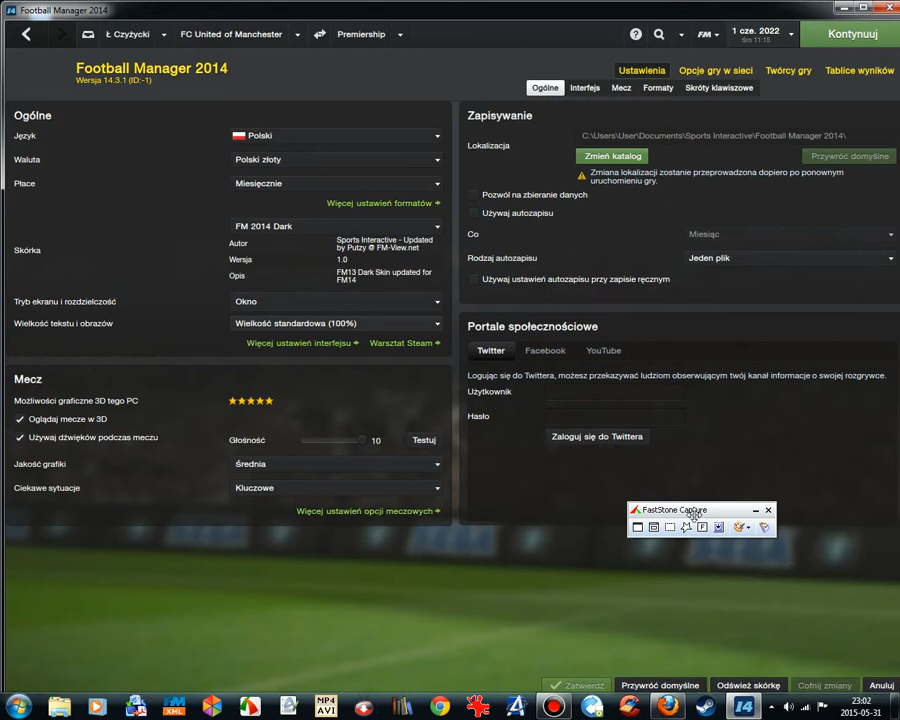 Football Manager 2014
Ł Czyżycki
FC United of Manchester
Premiership
FM
1 cze. 2022
Śro 11:15
Kontynuuj
Football Manager 2014
Wersja 14.3.1 (ID:-1)
Ustawienia
Opcje gry w sieci
Twórcy gry
Tablice wyników
Ogólne
Interfejs
Mecz
Formaty
Skróty klawiszowe
Ogólne
Język
Polski
Waluta
Polski złoty
Płace
Miesięcznie
Więcej ustawień formatów
Skórka
FM 2014 Dark
Autor
Sports Interactive - Updated
by Putzy @ FM-View.net
Wersja
1.0
Opis
FM13 Dark Skin updated for
FM14
Tryb ekranu i rozdzielczość
Okno
Wielkość tekstu i obrazów
Wielkość standardowa (100%)
Więcej ustawień interfejsu
Warsztat Steam
Mecz
Możliwości graficzne 3D tego PC
Oglądaj mecze w 3D
Używaj dźwięków podczas meczu
Głośność
10
Testuj
Jakość grafiki
Średnia
Ciekawe sytuacje
Kluczowe
Więcej ustawień opcji meczowych
Zapisywanie
Lokalizacja
C:\Users\User\Documents\Sports Interactive\Football Manager 2014\
Zmień katalog
Przywróć domyślne
Zmiana lokalizacji zostanie przeprowadzona dopiero po ponownym
uruchomieniu gry.
Pozwól na zbieranie danych
Używaj autozapisu
Co
Miesiąc
Rodzaj autozapisu
Jeden plik
Używaj ustawień autozapisu przy zapisie ręcznym
Portale społecznościowe
Twitter
Facebook
YouTube
Logując się do Twittera, możesz przekazywać ludziom obserwującym twój kanał informacje o swojej rozgrywce.
Użytkownik
Hasło
Zaloguj się do Twittera
FastStone Capture
F
Zatwierdź
Przywróć domyślne
Odśwież skórkę
Cofnij zmiany
Anuluj
XML
MP4
AVI
14
23:02
2015-05-31